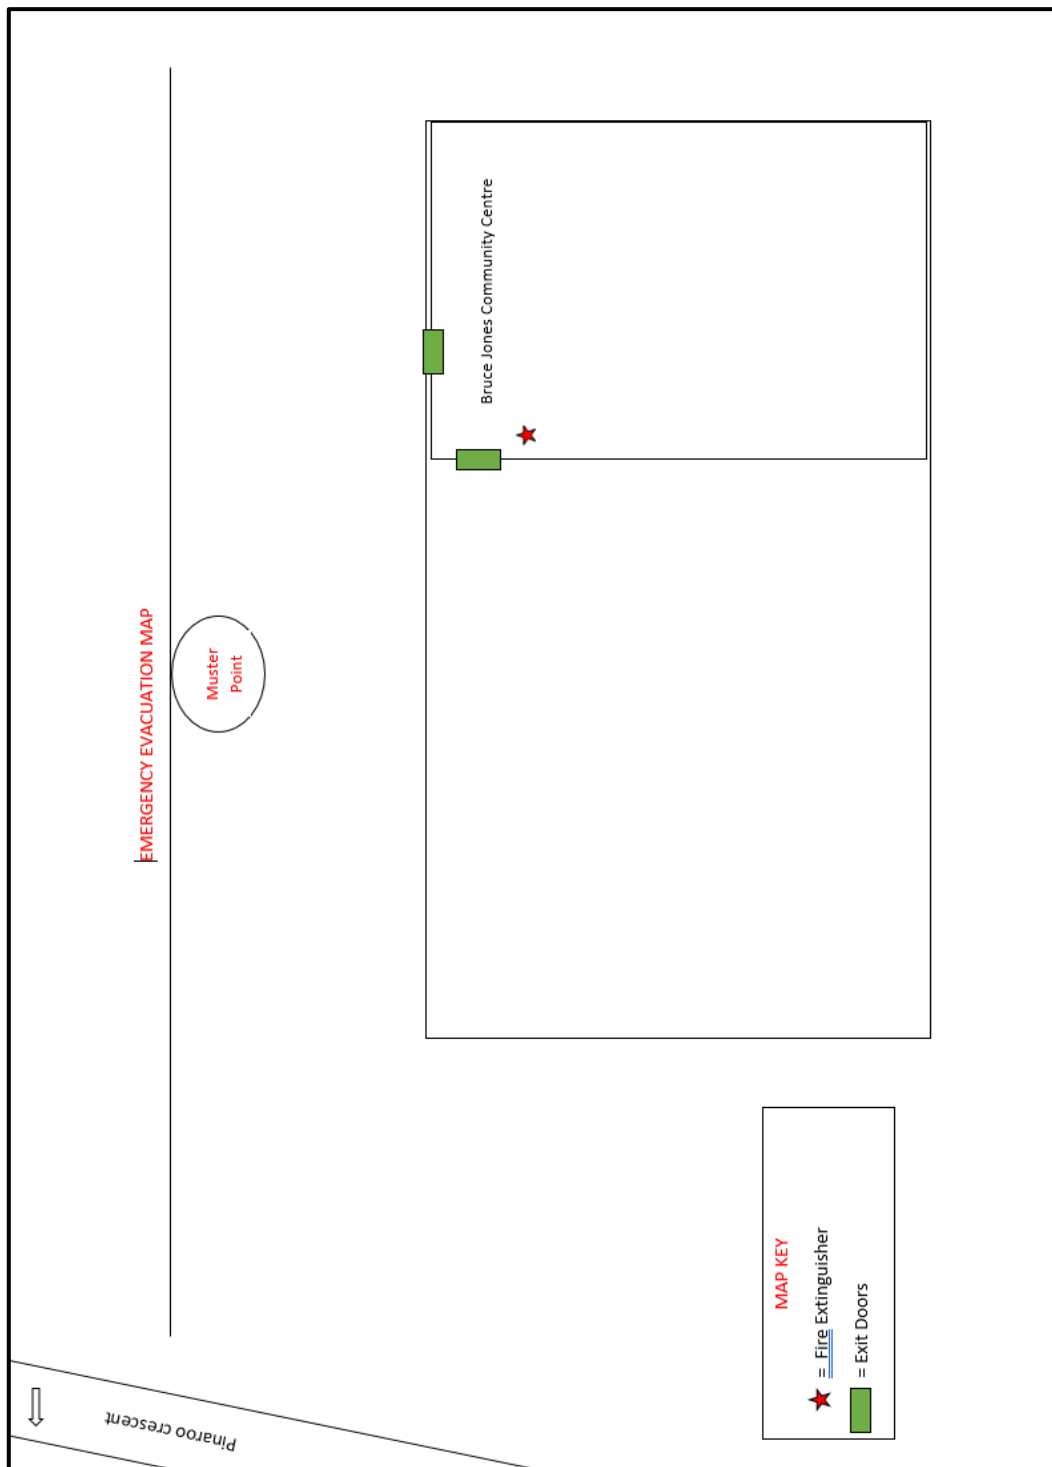 EMERGENCY EVACUATION MAP
Muster
Point
Bruce Jones Community Centre
MAP KEY
= Fire Extinguisher
= Exit Doors
Pinaroo crescent